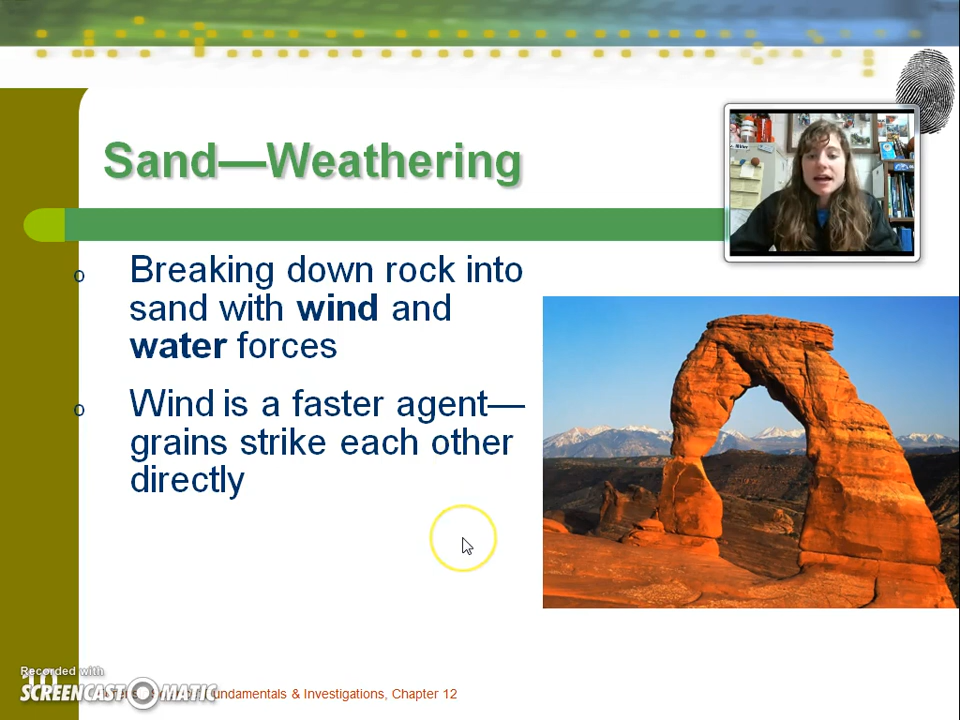 Sand—Weathering
o Breaking down rock into
sand with wind and
water forces
o Wind is a faster agent—
grains strike each other
directly
Recorded with
SCREENCAST MATIC
10
Fundamentals & Investigations, Chapter 12